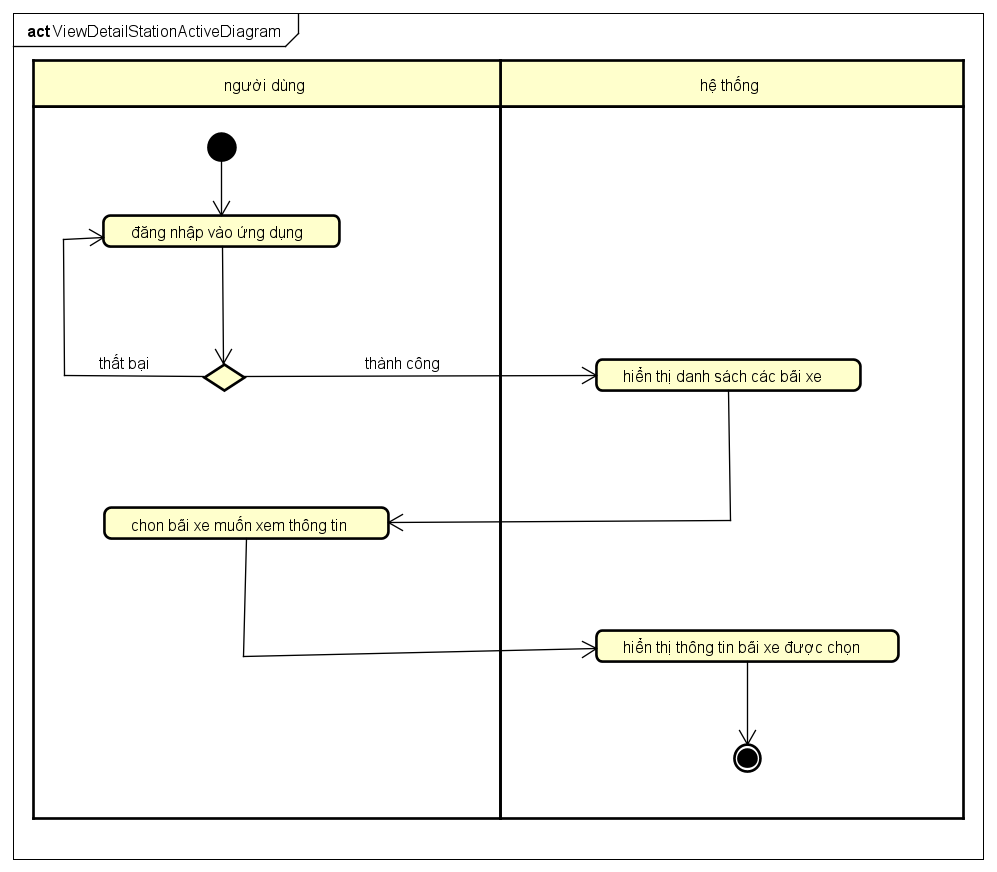 act ViewDetailStationActiveDiagram
người dùng
hệ thống
đăng nhập vào ứng dụng
thất bại
thành công
hiển thị danh sách các bãi xe
chon bãi xe muốn xem thông tin
hiển thị thông tin bãi xe được chọn